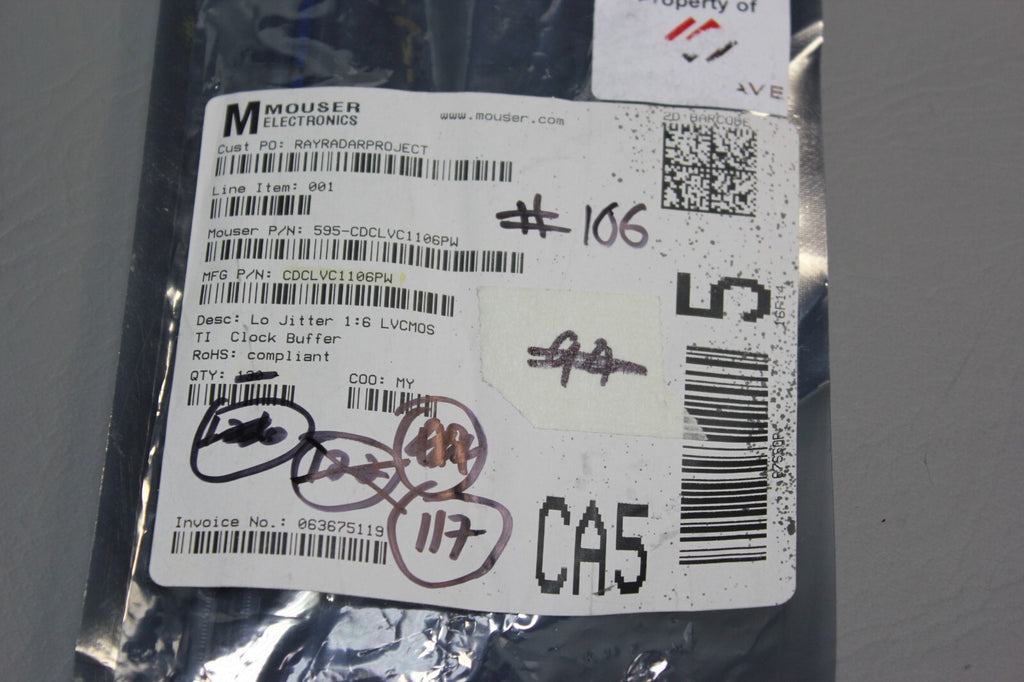 Property of
AVE
MOUSER
ELECTRONICS
www.mouser.com
2D BARCODE
Cust PO: RAYRADARPROJECT
Line Item: 001
# 106
Mouser P/N: 595-CDCLVC1106PW
MFG P/N: CDCLVC1106PW
5
Desc: Lo Jitter 1:6 LVCMOS
TI Clock Buffer
RoHS: compliant
94
QTY:
COO: MY
117
Invoice No.: 063675119
CA5